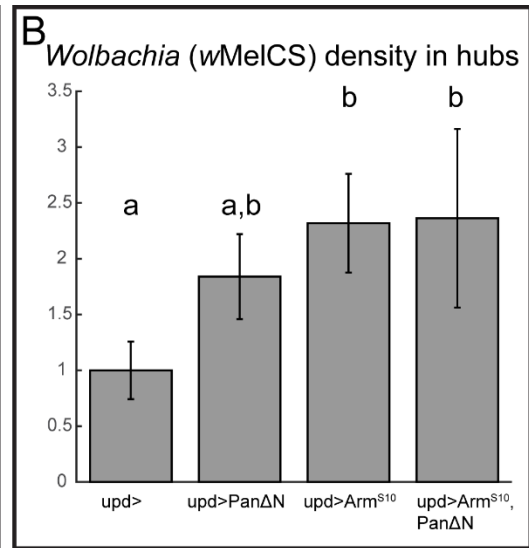 B
Wolbachia (wMelCS) density in hubs
3.5
3
2.5
2
1.5
1
0.5
0
a
a,b
b
b
upd>
upd>PanΔN
upd>Armˢ¹⁰
upd>Armˢ¹⁰,
PanΔN